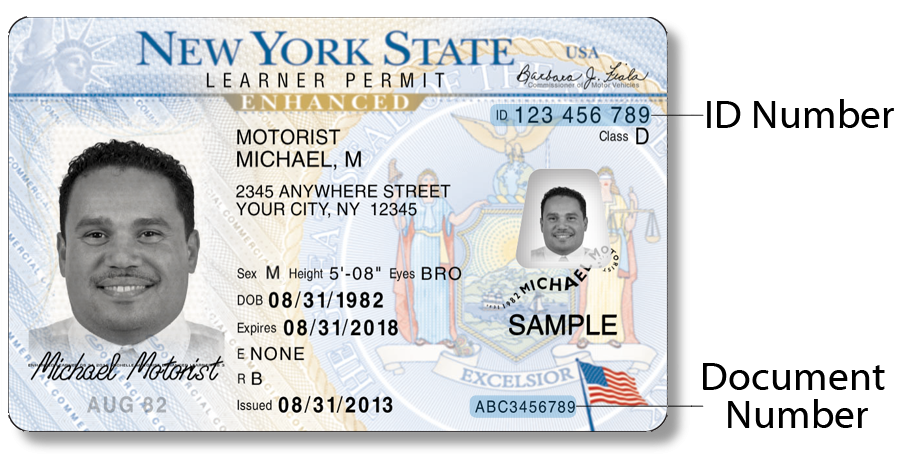 NEW YORK STATE
USA
LEARNER PERMIT
Barbara J. Fiala
Commissioner of Motor Vehicles
ENHANCED
ID 123 456 789
ID Number
Class D
MOTORIST
MICHAEL, M
2345 ANYWHERE STREET
YOUR CITY, NY 12345
Sex M Height 5'-08" Eyes BRO
DOB 08/31/1982
MICHAEL MO
SAMPLE
Expires 08/31/2018
E NONE
R B
Issued 08/31/2013
Michael Motorist
AUG 82
EXCELSIOR
ABC3456789
Document
Number